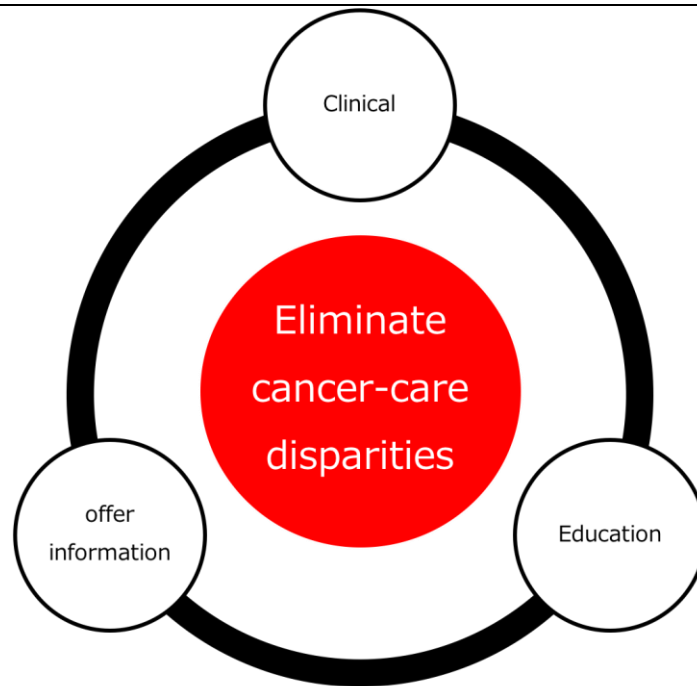 Clinical
Eliminate
cancer-care
disparities
offer
information
Education